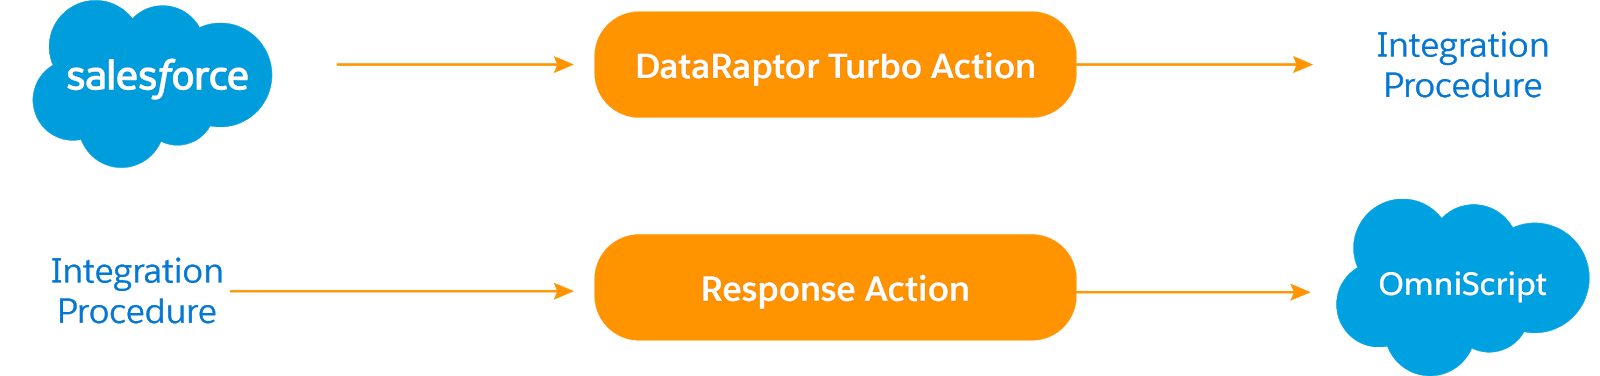 salesforce
DataRaptor Turbo Action
Integration
Procedure
Integration
Procedure
Response Action
OmniScript